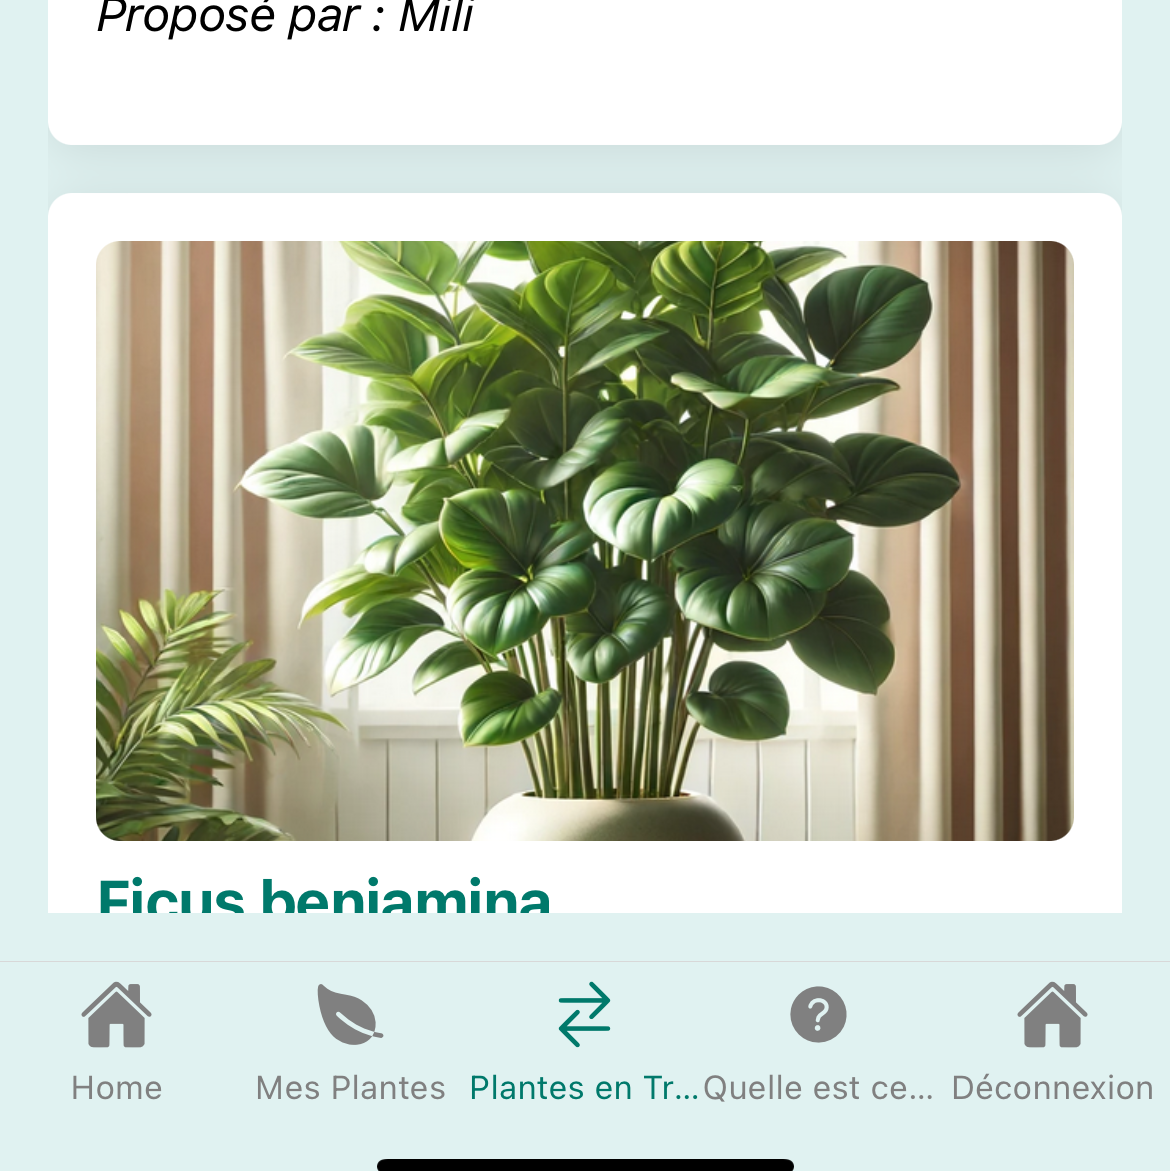 Proposé par : Mili
Ficus benjamina
Home
Mes Plantes
Plantes en Tr...
Quelle est ce...
Déconnexion